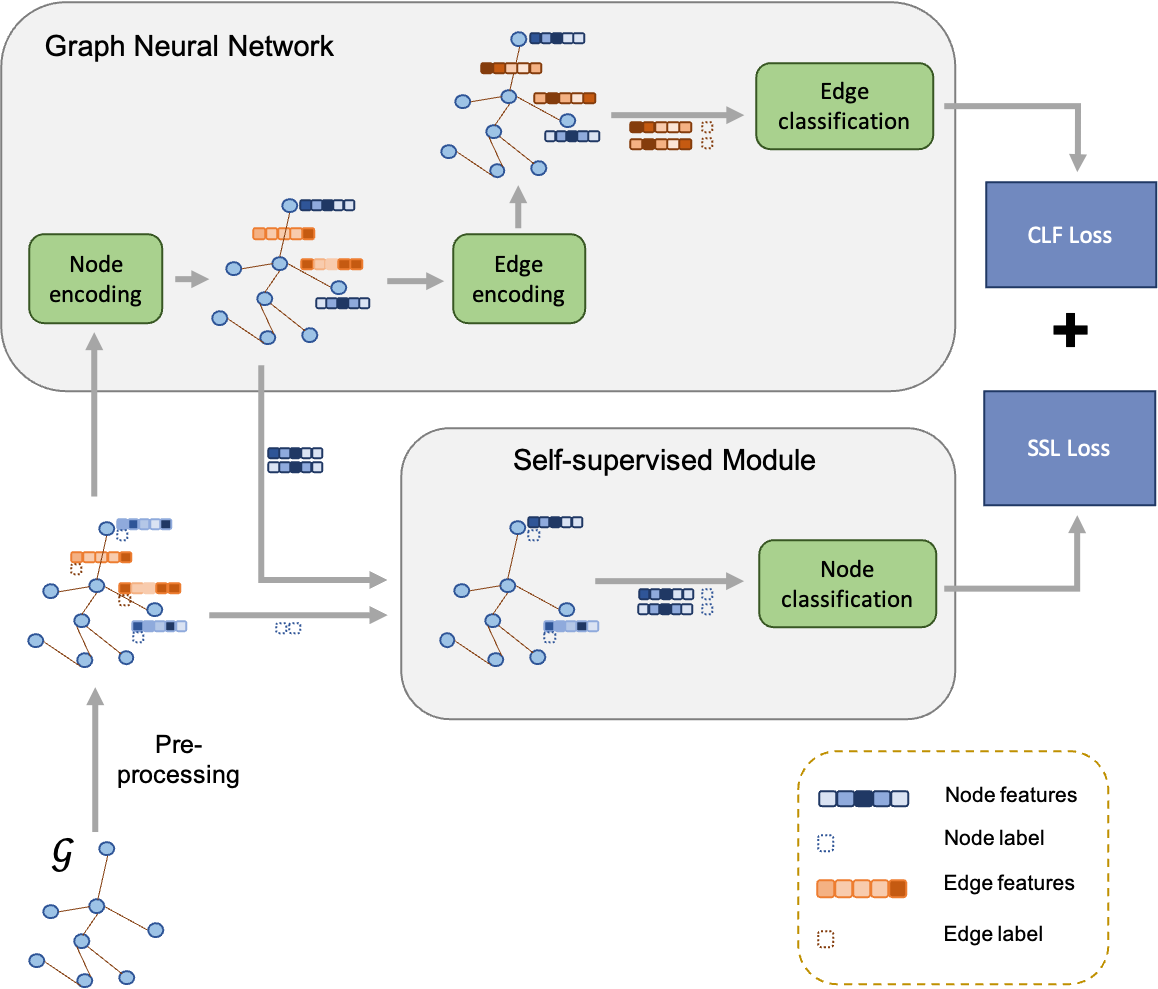 Graph Neural Network
Edge
classification
CLF Loss
Node
encoding
Edge
encoding
+
SSL Loss
Self-supervised Module
Node
classification
Pre-
processing
𝒢
Node features
Node label
Edge features
Edge label